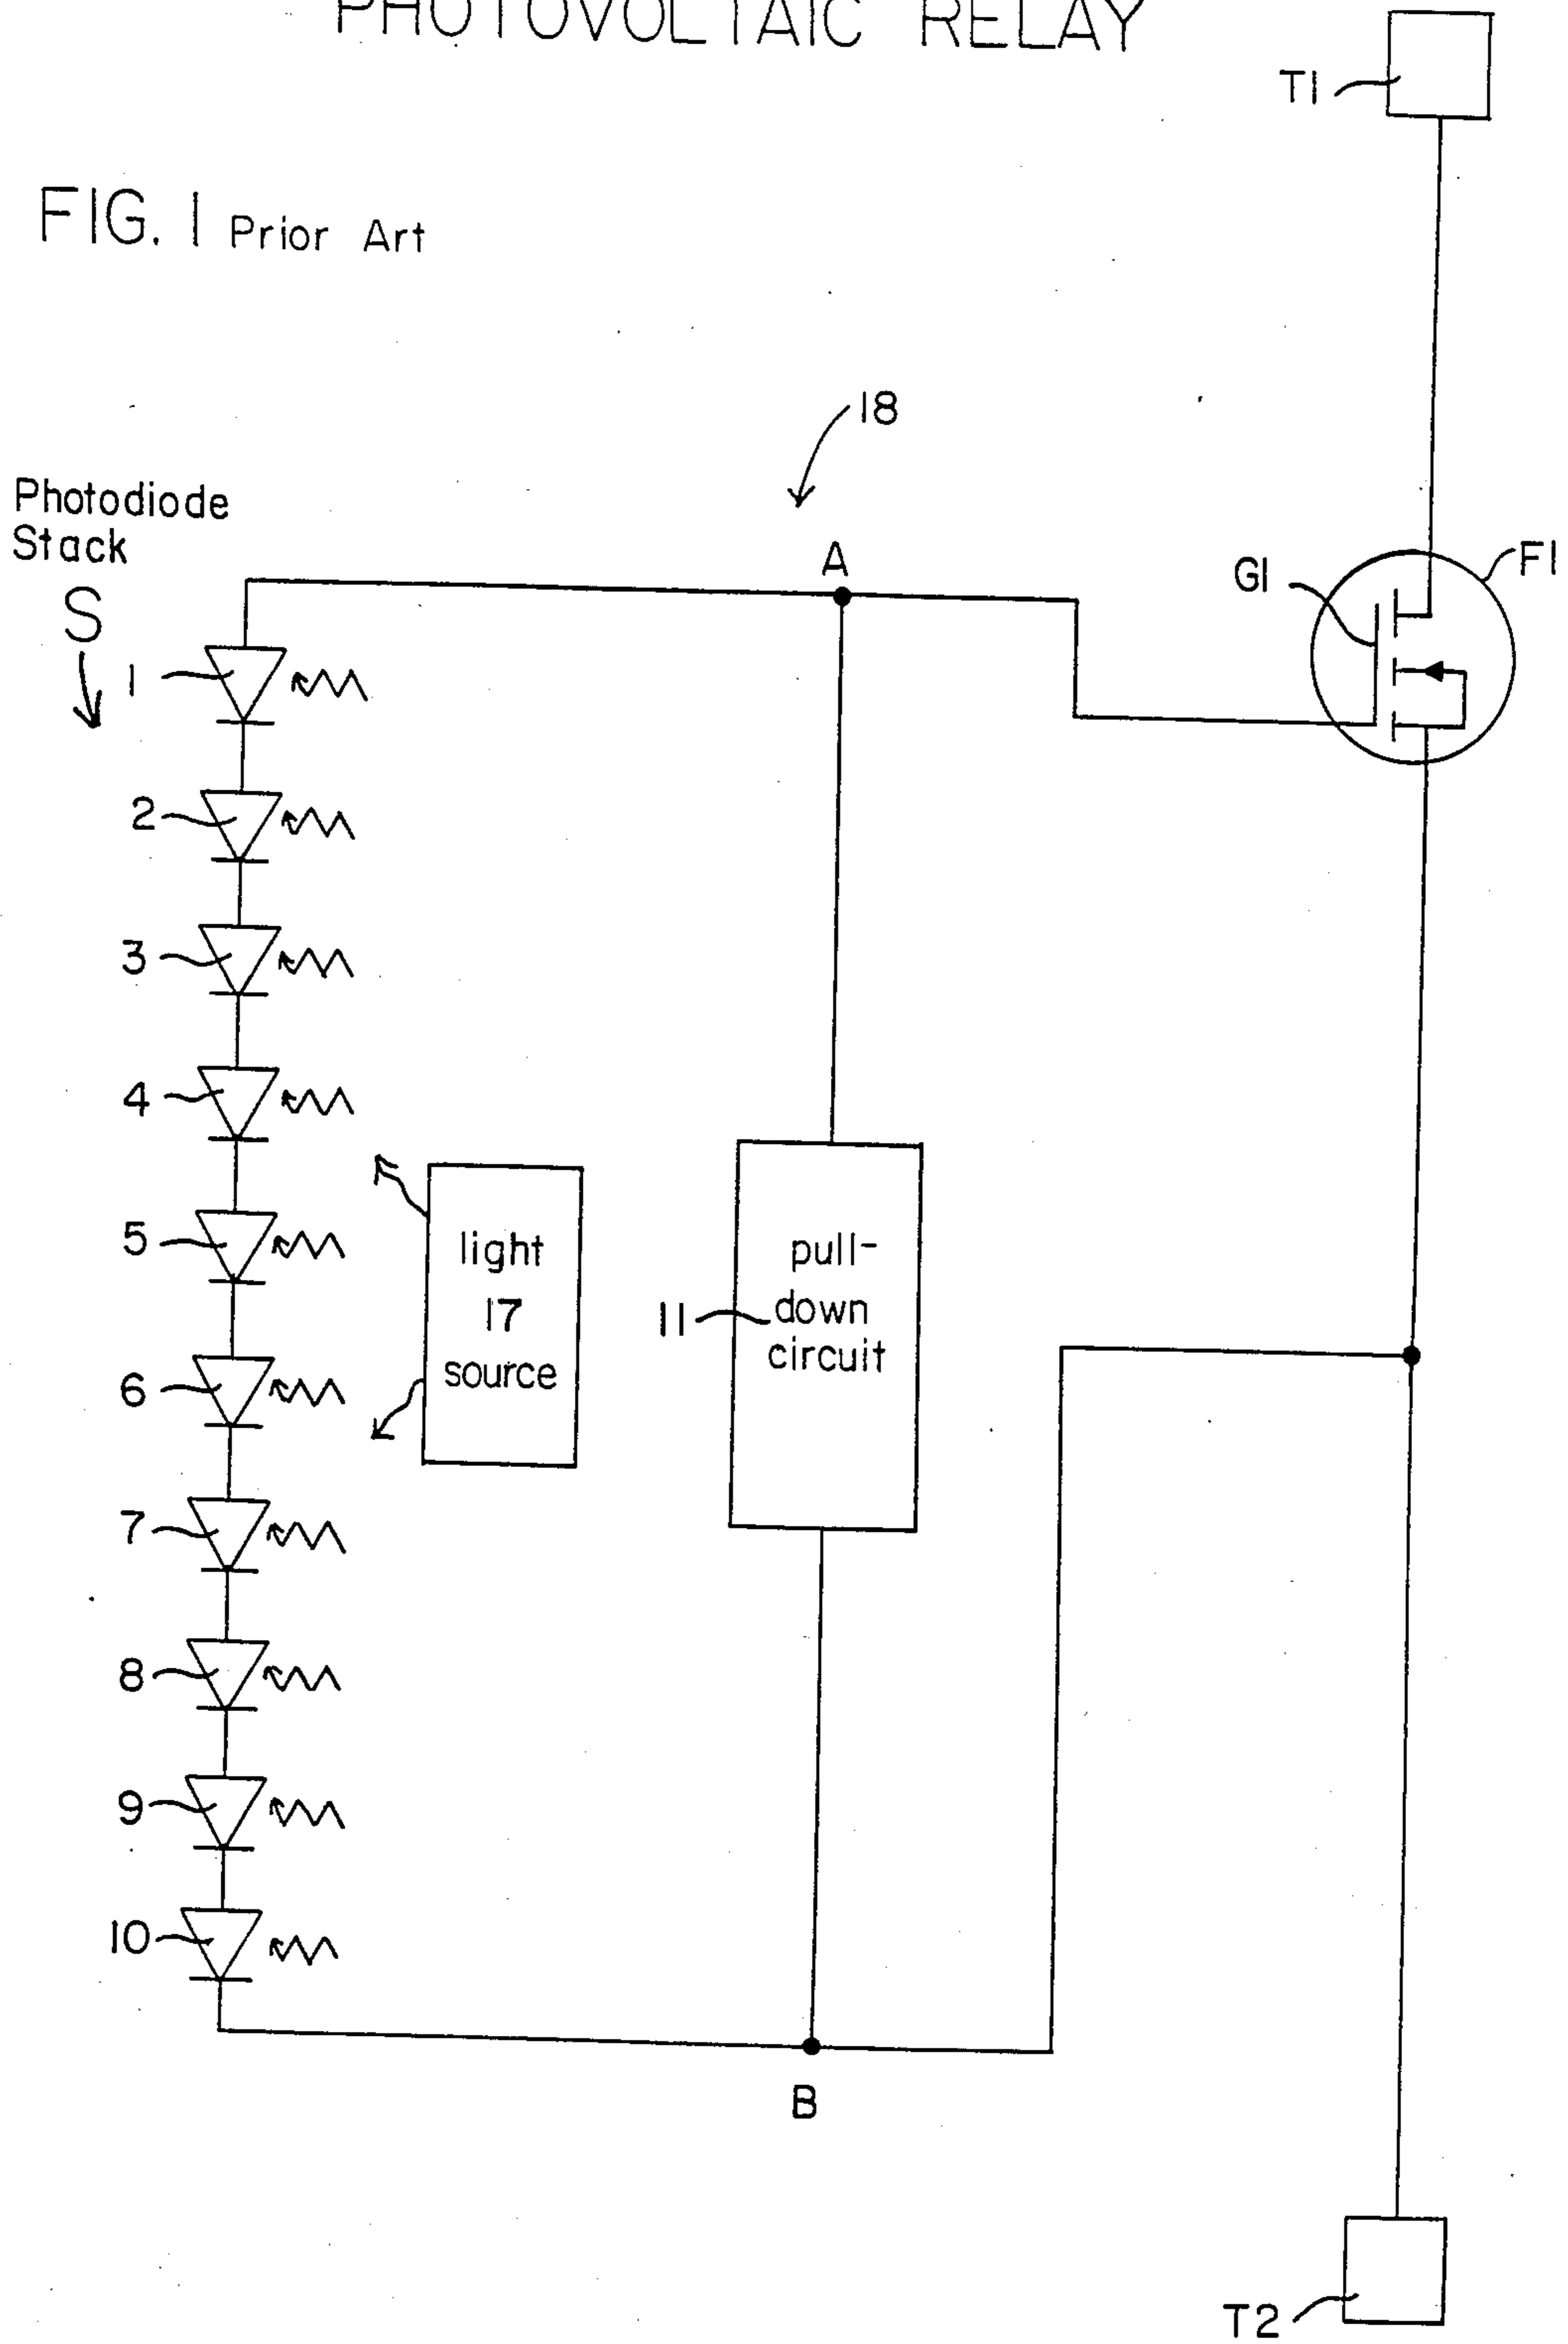 PHOTOVOLTAIC RELAY
T1
FIG. 1 Prior Art
18
Photodiode
Stack
S
A
G1
F1
1
2
3
4
5
6
7
8
9
10
light
17
source
11
pull-
down
circuit
B
T2